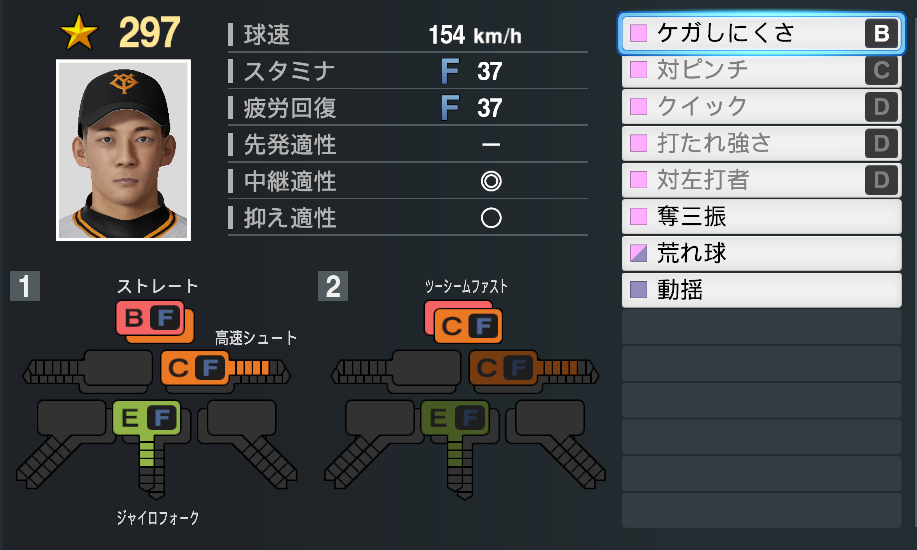 297
球速 154 km/h
スタミナ F 37
疲労回復 F 37
先発適性 ―
中継適性 ◎
抑え適性 ○
1
ストレート
B F
高速シュート
C F
E F
ジャイロフォーク
2
ツーシームファスト
C F
C F
E F
ケガしにくさ B
対ピンチ C
クイック D
打たれ強さ D
対左打者 D
奪三振
荒れ球
動揺